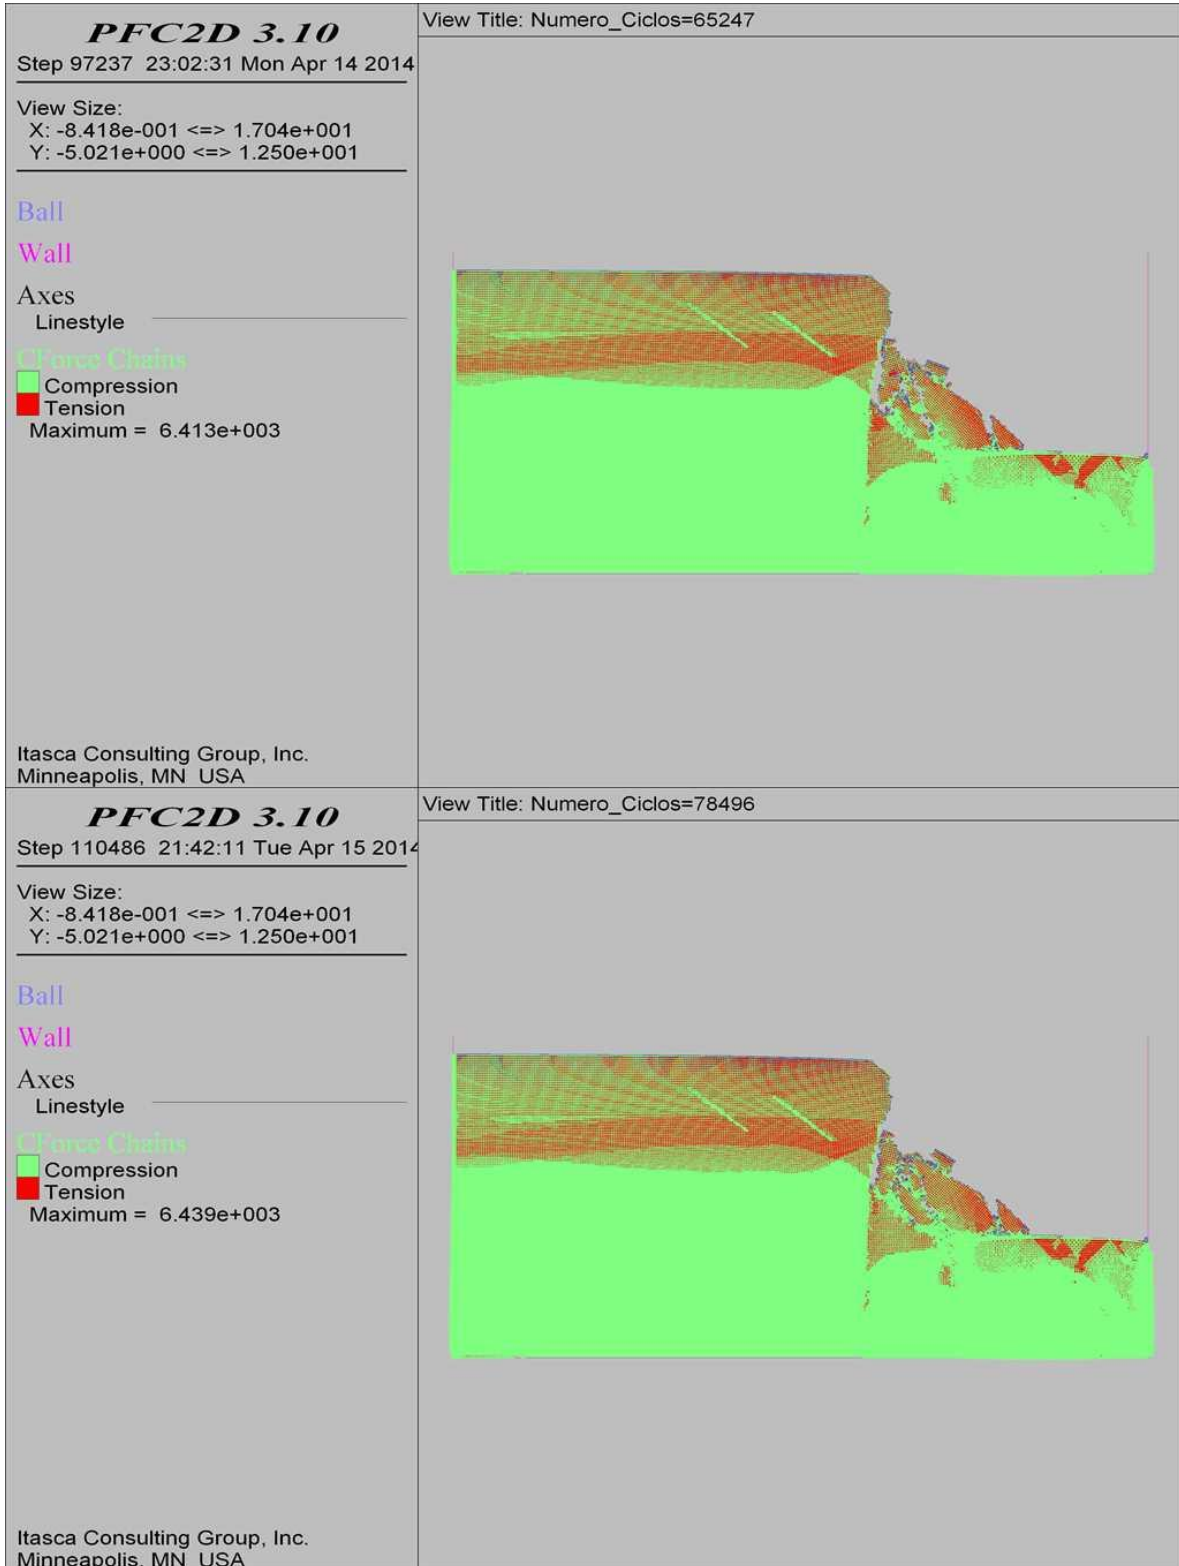 PFC2D 3.10
Step 97237  23:02:31 Mon Apr 14 2014
View Size:
X: -8.418e-001 <=> 1.704e+001
Y: -5.021e+000 <=> 1.250e+001
Ball
Wall
Axes
Linestyle
CForce Chains
Compression
Tension
Maximum =  6.413e+003
Itasca Consulting Group, Inc.
Minneapolis, MN  USA
View Title: Numero_Ciclos=65247
PFC2D 3.10
Step 110486  21:42:11 Tue Apr 15 2014
View Size:
X: -8.418e-001 <=> 1.704e+001
Y: -5.021e+000 <=> 1.250e+001
Ball
Wall
Axes
Linestyle
CForce Chains
Compression
Tension
Maximum =  6.439e+003
Itasca Consulting Group, Inc.
Minneapolis, MN  USA
View Title: Numero_Ciclos=78496